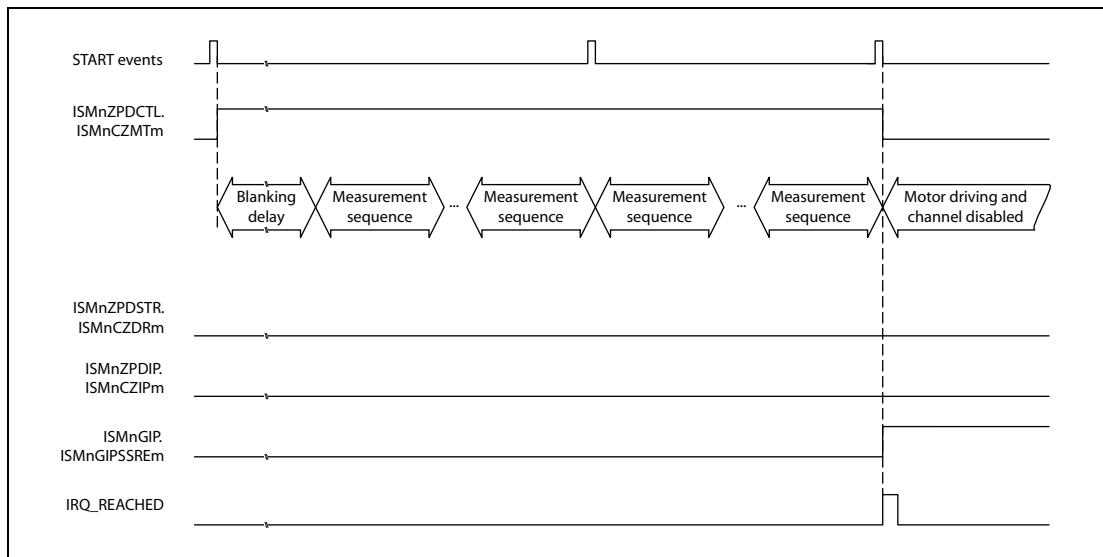 START events
ISMnZPDCTL.
ISMnCZMTm
Blanking
delay
Measurement
sequence
...
Measurement
sequence
Measurement
sequence
...
Measurement
sequence
Motor driving and
channel disabled
ISMnZPDSTR.
ISMnCZDRm
ISMnZPDIP.
ISMnCZIPm
ISMnGIP.
ISMnGIPSSREm
IRQ_REACHED